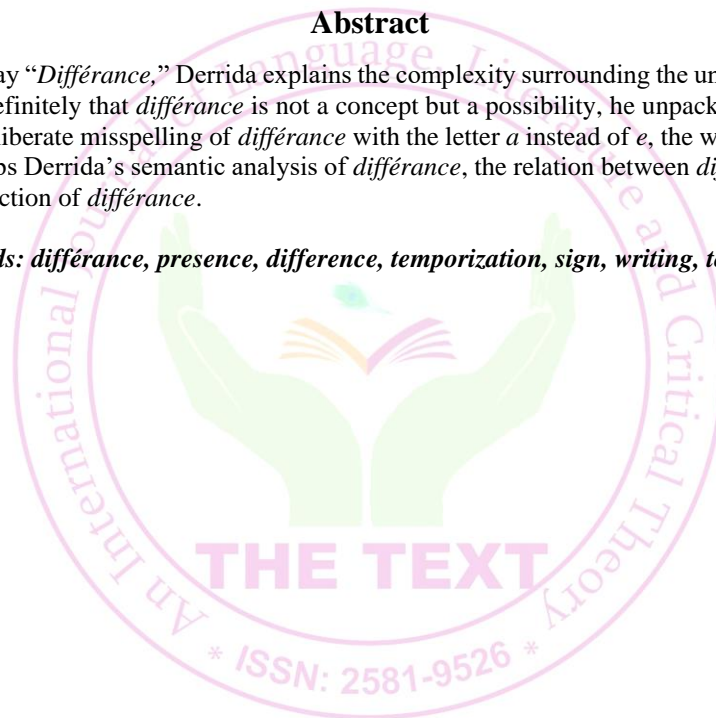 Abstract
ay “Différance,” Derrida explains the complexity surrounding the un
efinitely that différance is not a concept but a possibility, he unpack
liberate misspelling of différance with the letter a instead of e, the w
ps Derrida’s semantic analysis of différance, the relation between di
ction of différance.
ds: différance, presence, difference, temporization, sign, writing, t
An International Journal of Language, Literature and Critical Theory
THE TEXT
* ISSN: 2581-9526 *